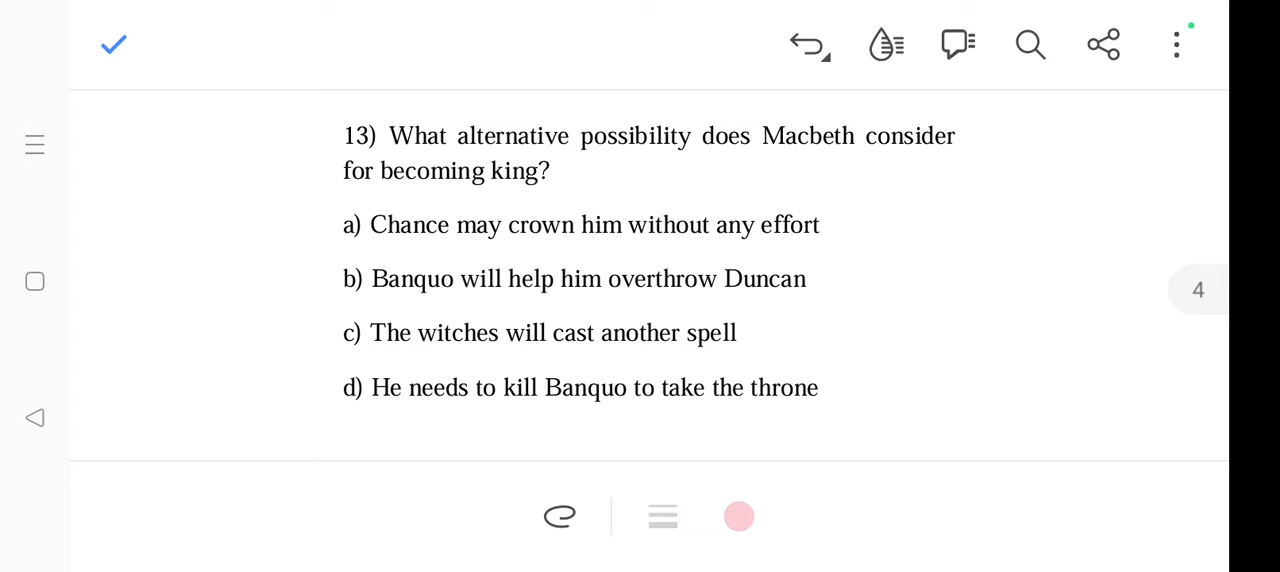 13) What alternative possibility does Macbeth consider
for becoming king?
a) Chance may crown him without any effort
b) Banquo will help him overthrow Duncan
4
c) The witches will cast another spell
d) He needs to kill Banquo to take the throne